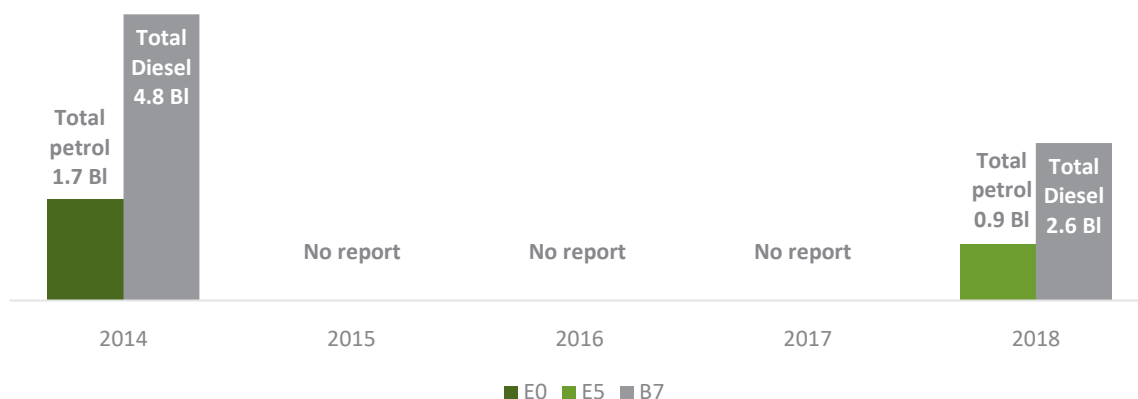 Total
Diesel
4.8 Bl
Total
petrol
1.7 Bl
Total
petrol
0.9 Bl
Total
Diesel
2.6 Bl
No report
No report
No report
2014
2015
2016
2017
2018
E0
E5
B7